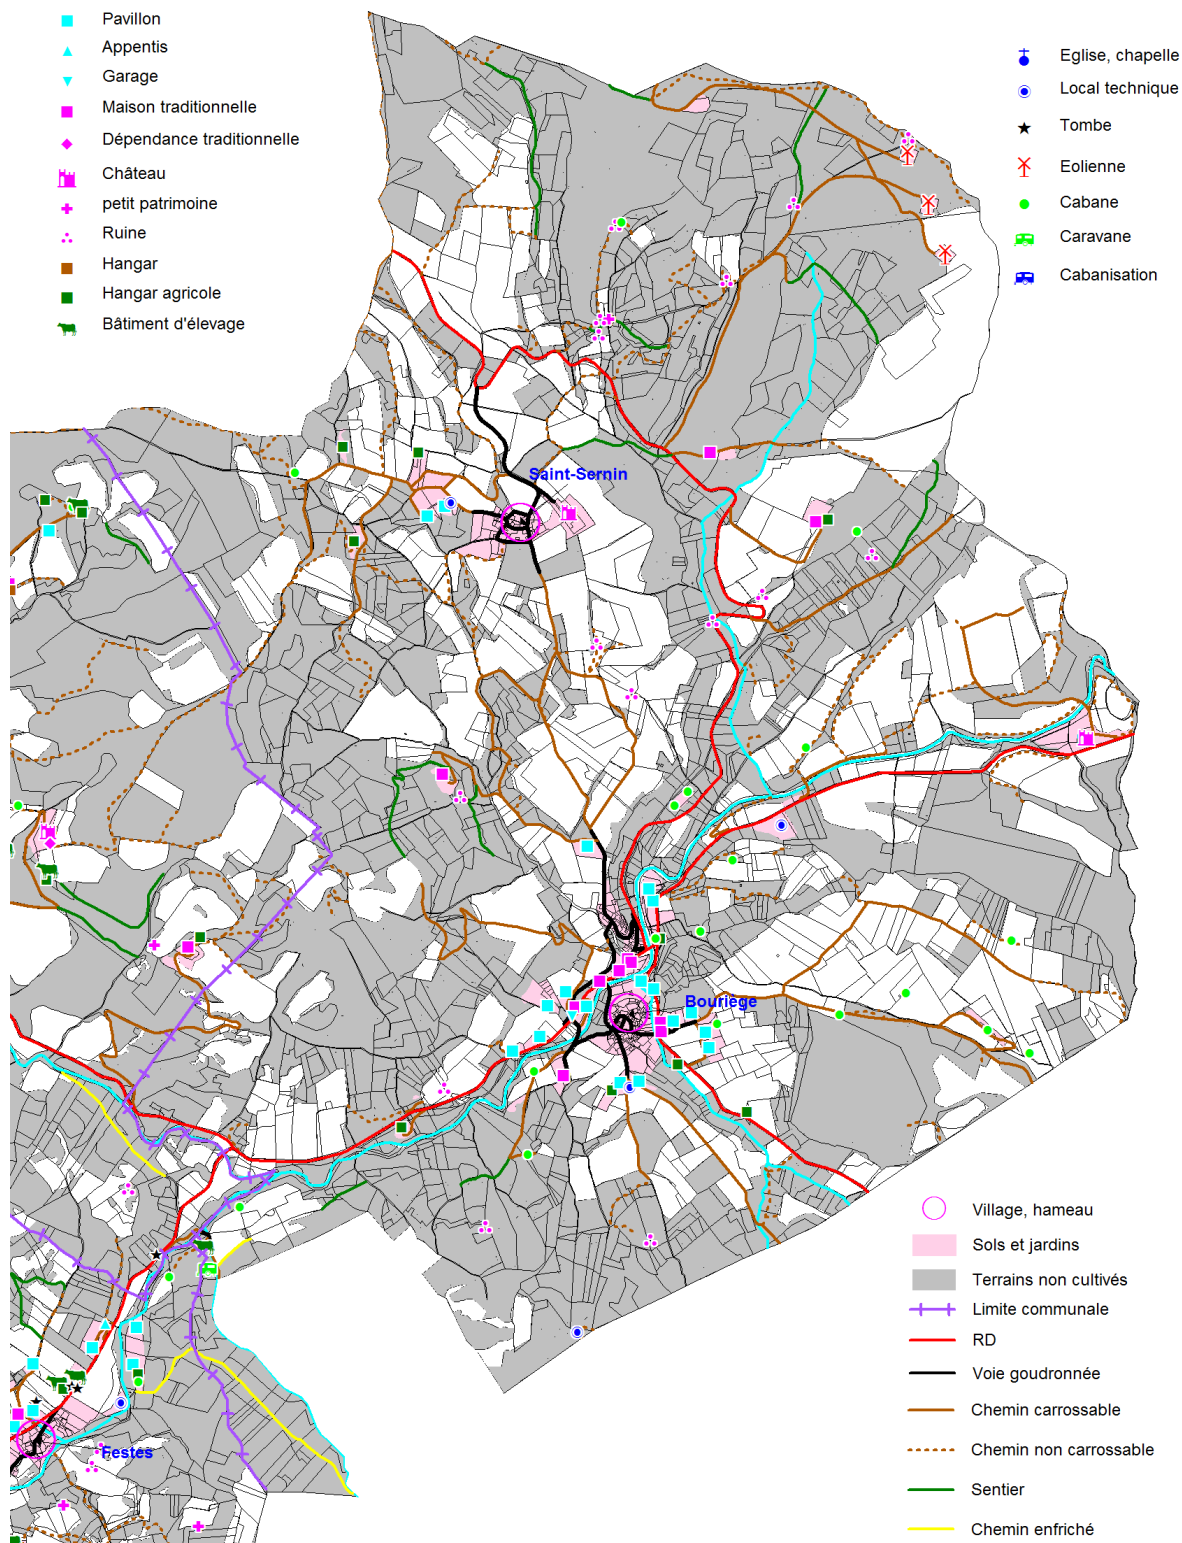 Pavillon
Appentis
Garage
Maison traditionnelle
Dépendance traditionnelle
Château
petit patrimoine
Ruine
Hangar
Hangar agricole
Bâtiment d'élevage
Eglise, chapelle
Local technique
Tombe
Eolienne
Cabane
Caravane
Cabanisation
Saint-Sernin
Bouriège
Festes
Village, hameau
Sols et jardins
Terrains non cultivés
Limite communale
RD
Voie goudronnée
Chemin carrossable
Chemin non carrossable
Sentier
Chemin enfriché